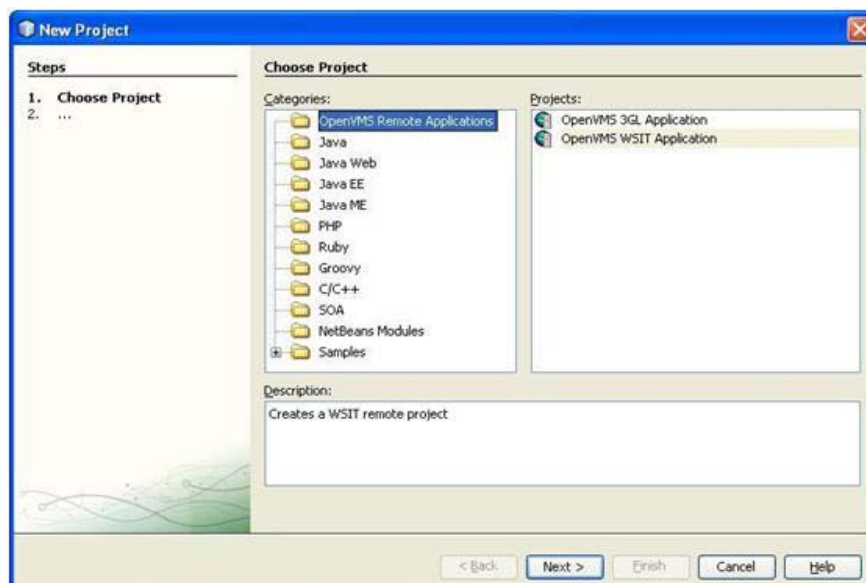 New Project
Steps
1. Choose Project
2. ...
Choose Project
Categories:
OpenVMS Remote Applications
Java
Java Web
Java EE
Java ME
PHP
Ruby
Groovy
C/C++
SOA
NetBeans Modules
Samples
Projects:
OpenVMS 3GL Application
OpenVMS WSIT Application
Description:
Creates a WSIT remote project
< Back
Next >
Finish
Cancel
Help